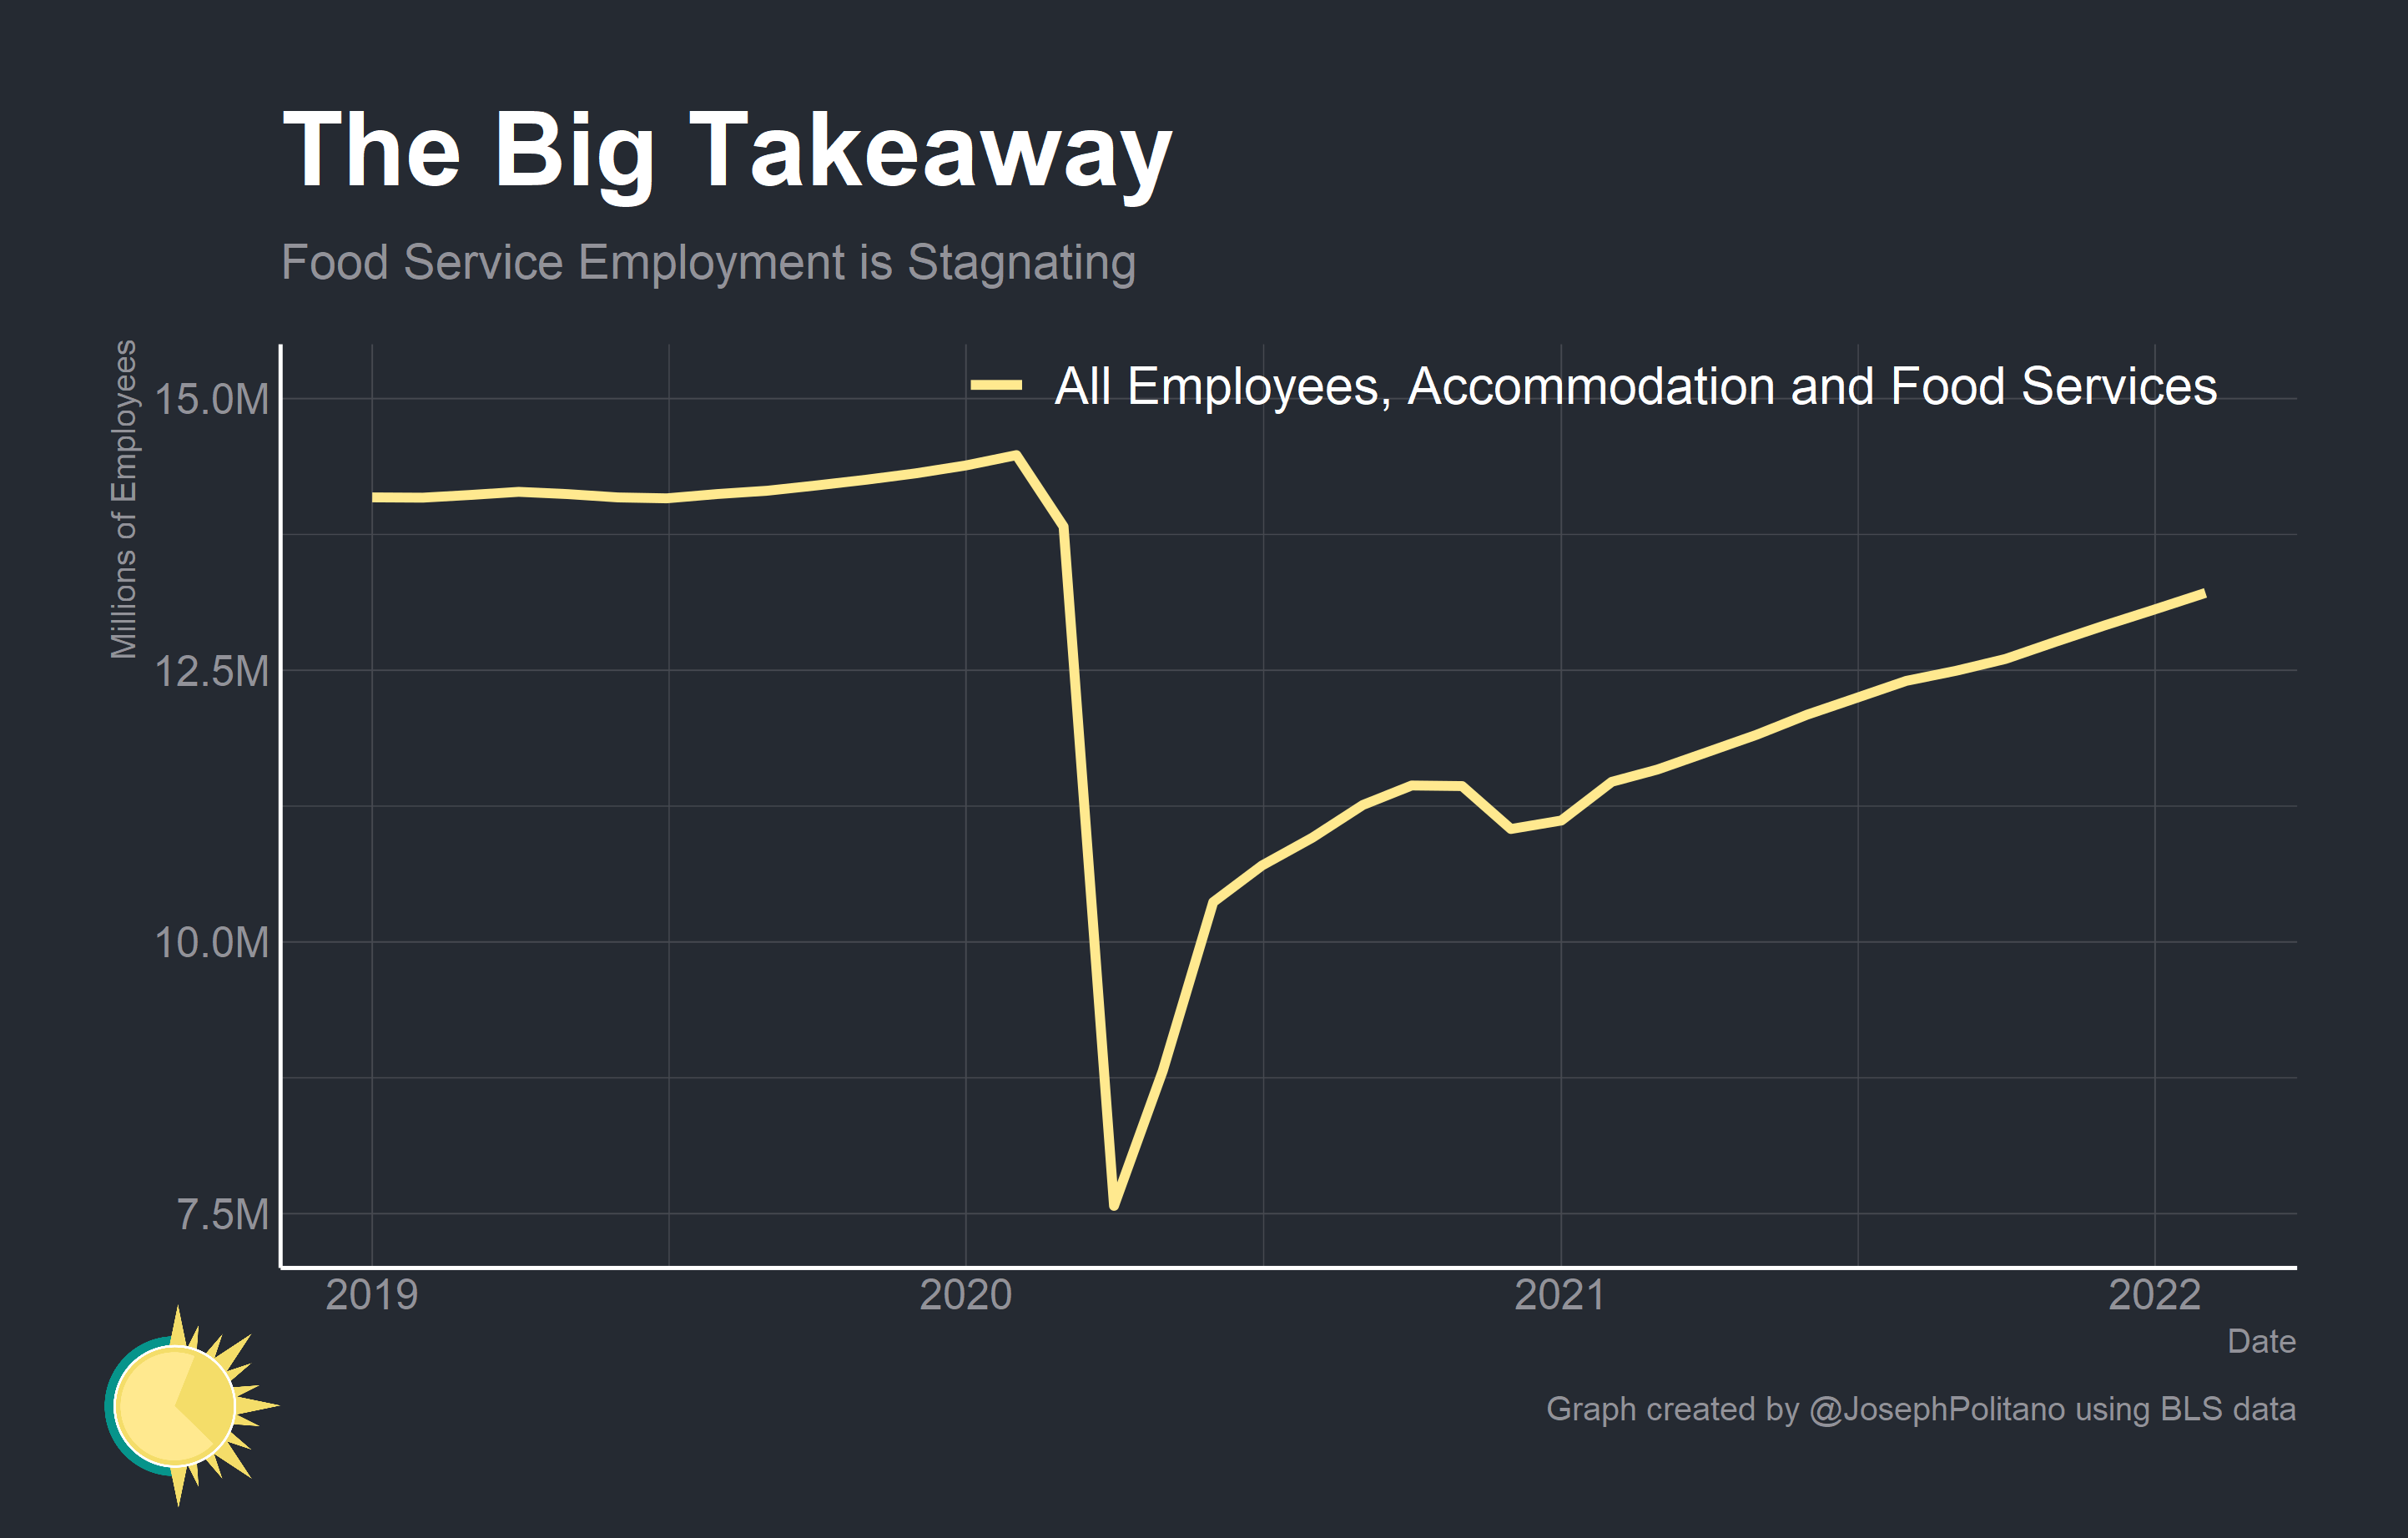 The Big Takeaway
Food Service Employment is Stagnating
Millions of Employees
All Employees, Accommodation and Food Services
15.0M
12.5M
10.0M
7.5M
2019 2020 2021 2022
Date
Graph created by @JosephPolitano using BLS data